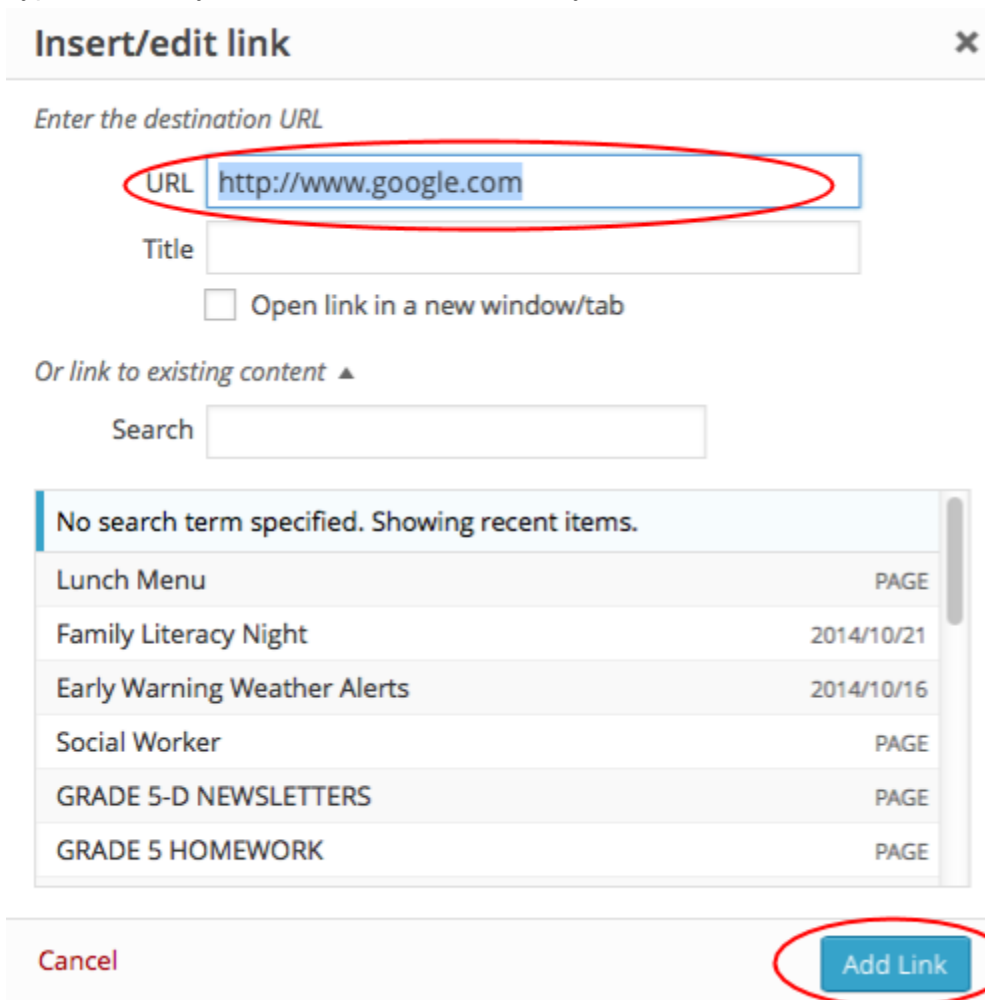 Insert/edit link
Enter the destination URL
URL http://www.google.com
Title
Open link in a new window/tab
Or link to existing content ▲
Search
No search term specified. Showing recent items.
Lunch Menu PAGE
Family Literacy Night 2014/10/21
Early Warning Weather Alerts 2014/10/16
Social Worker PAGE
GRADE 5-D NEWSLETTERS PAGE
GRADE 5 HOMEWORK PAGE
Cancel Add Link